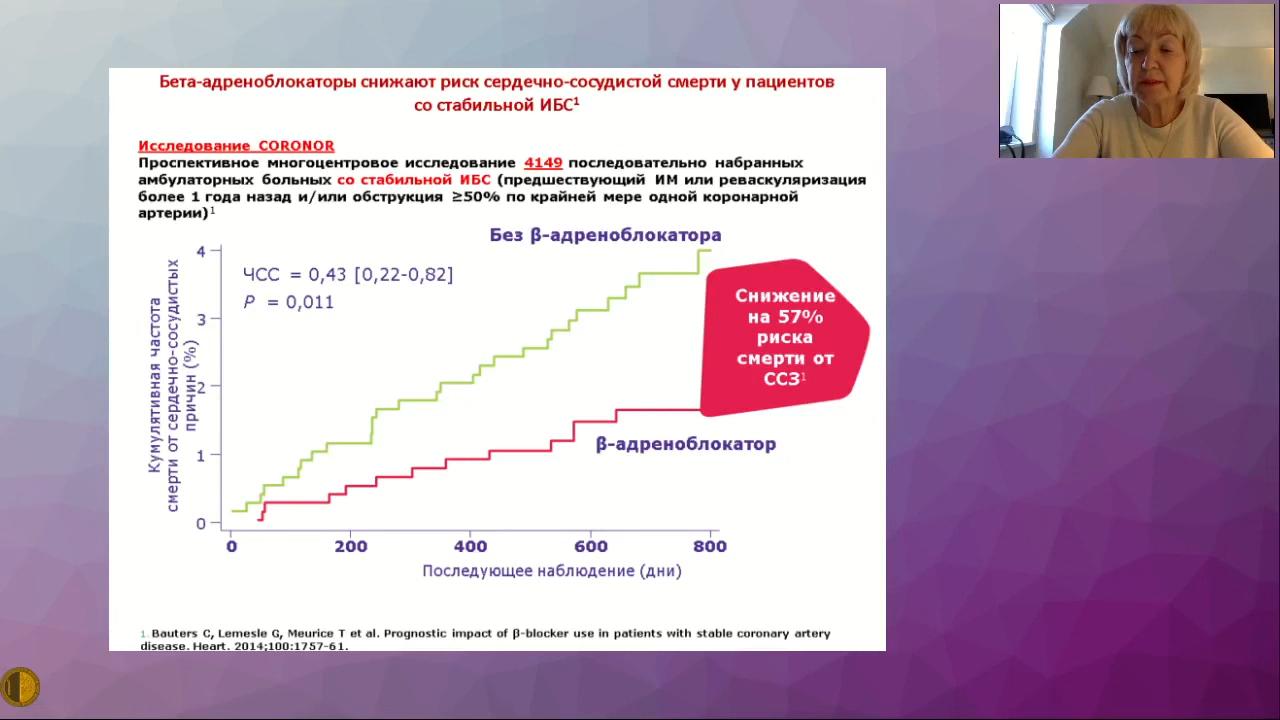 Бета-адреноблокаторы снижают риск сердечно-сосудистой смерти у пациентов
со стабильной ИБС¹
Исследование CORONOR
Проспективное многоцентровое исследование 4149 последовательно набранных
амбулаторных больных со стабильной ИБС (предшествующий ИМ или реваскуляризация
более 1 года назад и/или обструкция ≥50% по крайней мере одной коронарной
артерии)¹
Без β-адреноблокатора
ЧСС = 0,43 [0,22-0,82]
P = 0,011
Кумулятивная частота
смерти от сердечно-сосудистых
причин (%)
4
3
2
1
0
Снижение
на 57%
риска
смерти от
ССЗ¹
β-адреноблокатор
0 200 400 600 800
Последующее наблюдение (дни)
1. Bauters C, Lemesle G, Meurice T et al. Prognostic impact of β-blocker use in patients with stable coronary artery
disease. Heart. 2014;100:1757-61.